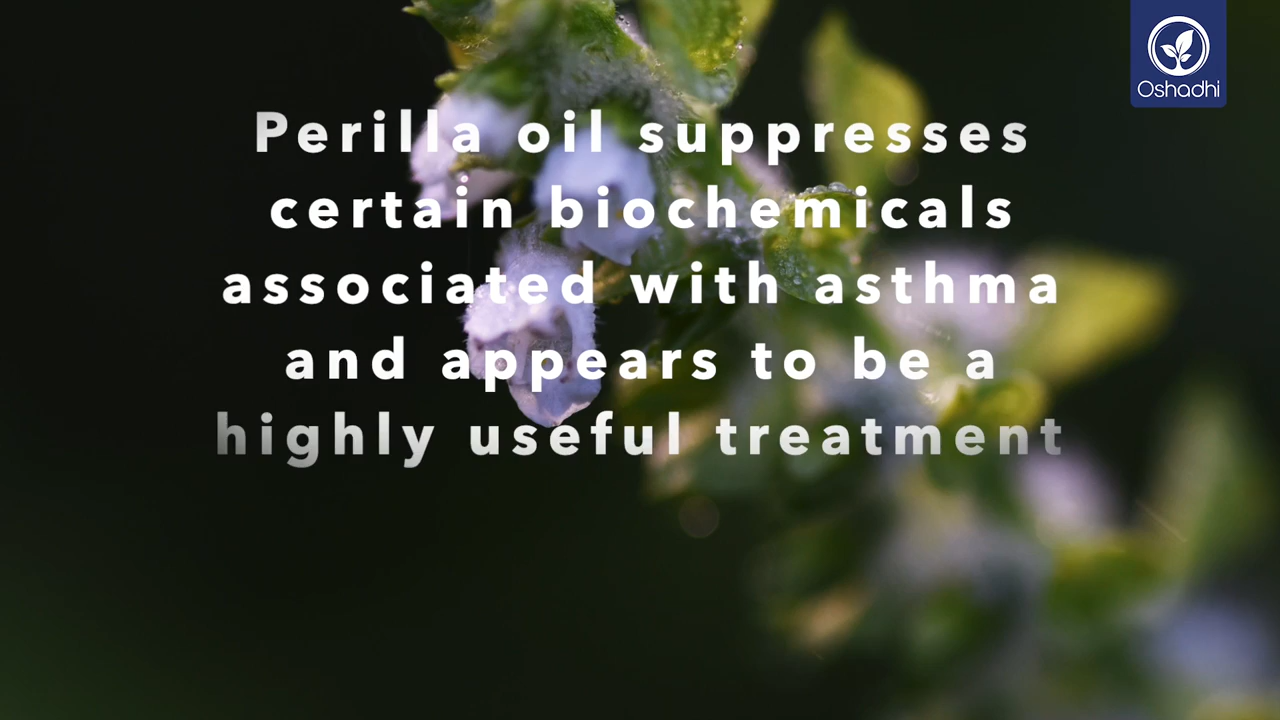 Oshadhi
Perilla oil suppresses
certain biochemicals
associated with asthma
and appears to be a
highly useful treatment